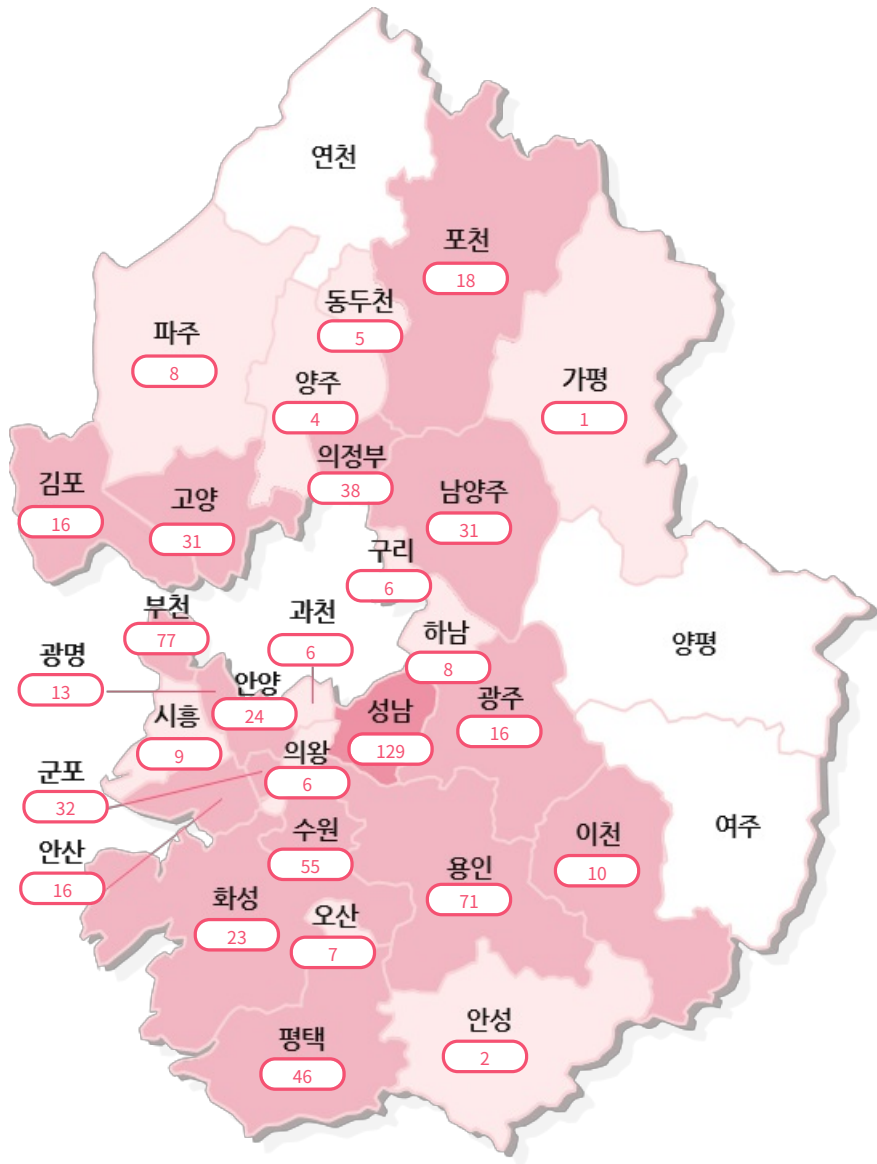 연천
포천
18
동두천
5
파주
8
양주
4
가평
1
의정부
38
김포
16
고양
31
남양주
31
구리
6
부천
77
과천
6
하남
8
양평
광명
13
안양
24
시흥
9
성남
129
광주
16
의왕
6
군포
32
수원
55
이천
10
여주
안산
16
용인
71
화성
23
오산
7
안성
2
평택
46